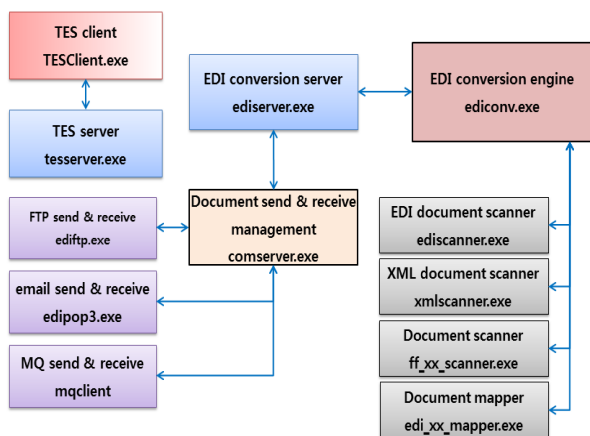 TES client
TESClient.exe
TES server
tesserver.exe
EDI conversion server
ediserver.exe
EDI conversion engine
ediconv.exe
Document send & receive
management
comserver.exe
FTP send & receive
ediftp.exe
email send & receive
edipop3.exe
MQ send & receive
mqclient
EDI document scanner
ediscanner.exe
XML document scanner
xmlscanner.exe
Document scanner
ff_xx_scanner.exe
Document mapper
edi_xx_mapper.exe